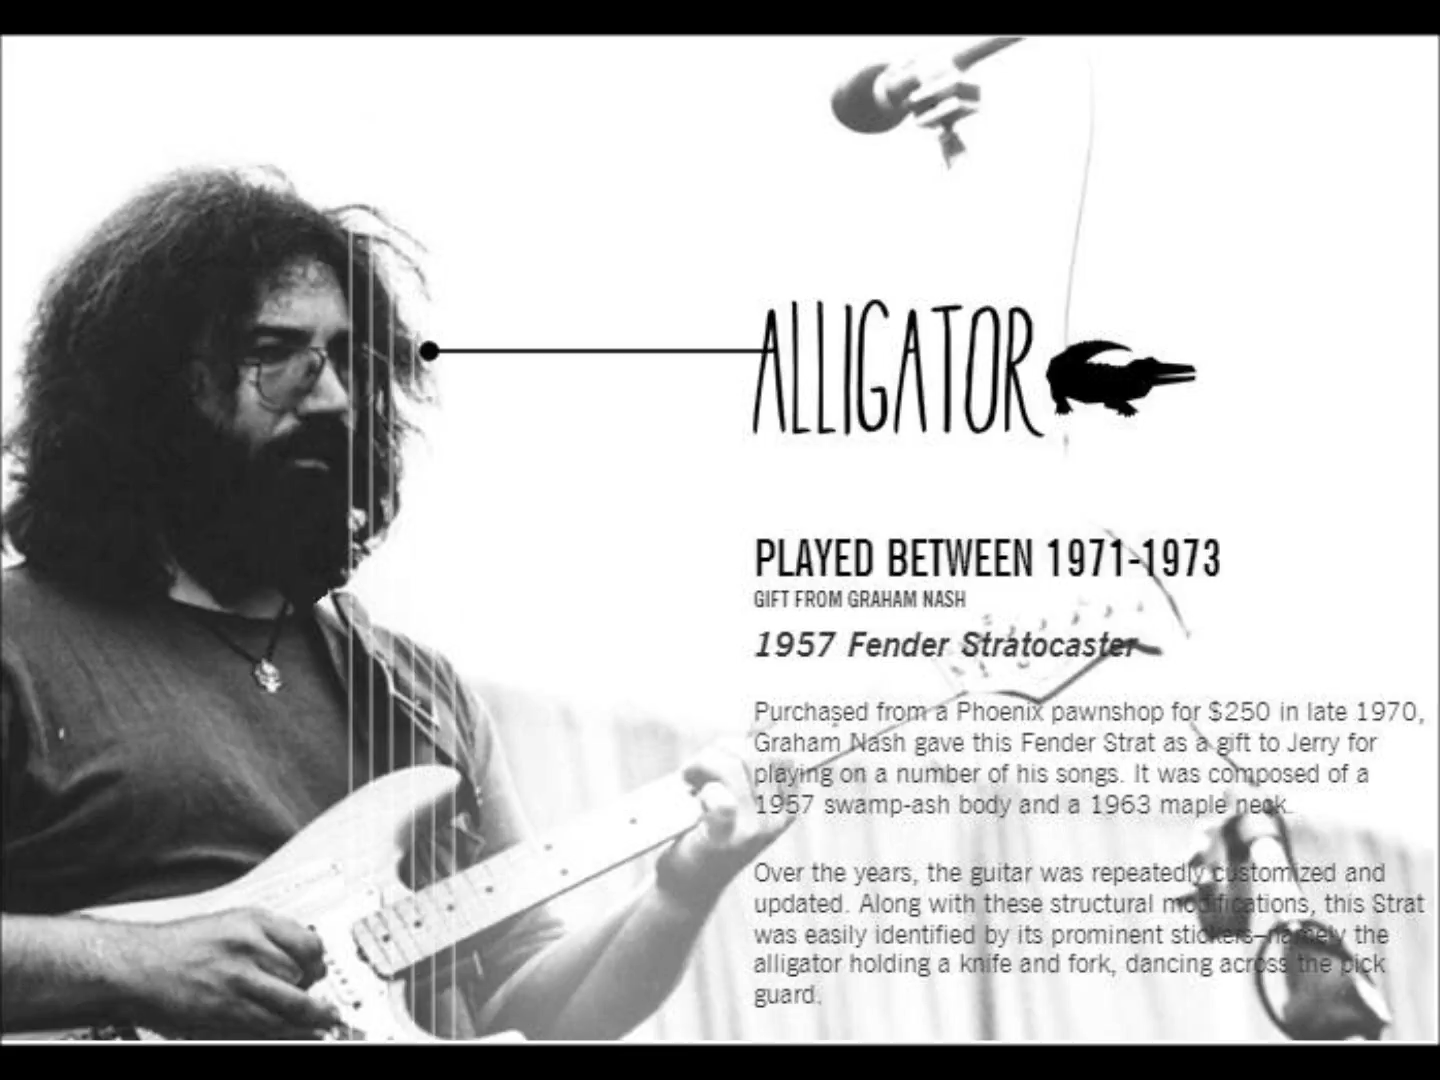 ALLIGATOR
PLAYED BETWEEN 1971-1973
GIFT FROM GRAHAM NASH
1957 Fender Stratocaster
Purchased from a Phoenix pawnshop for $250 in late 1970,
Graham Nash gave this Fender Strat as a gift to Jerry for
playing on a number of his songs. It was composed of a
1957 swamp-ash body and a 1963 maple neck.
Over the years, the guitar was repeatedly customized and
updated. Along with these structural modifications, this Strat
was easily identified by its prominent stickers–namely the
alligator holding a knife and fork, dancing across the pick
guard.